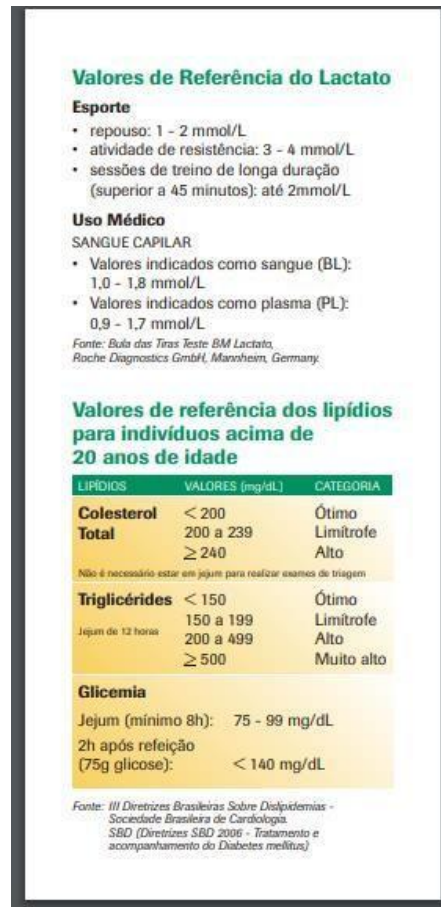 Valores de Referência do Lactato
Esporte
• repouso: 1 - 2 mmol/L
• atividade de resistência: 3 - 4 mmol/L
• sessões de treino de longa duração
(superior a 45 minutos): até 2mmol/L
Uso Médico
SANGUE CAPILAR
• Valores indicados como sangue (BL):
1,0 - 1,8 mmol/L
• Valores indicados como plasma (PL):
0,9 - 1,7 mmol/L
Fonte: Bula das Tiras Teste BM Lactato,
Roche Diagnostics GmbH, Mannheim, Germany.
Valores de referência dos lipídios
para indivíduos acima de
20 anos de idade
LIPÍDIOS VALORES (mg/dL) CATEGORIA
Colesterol < 200 Ótimo
Total 200 a 239 Limítrofe
≥ 240 Alto
Não é necessário estar em jejum para realizar exames de triagem
Triglicérides < 150 Ótimo
150 a 199 Limítrofe
Jejum de 12 horas 200 a 499 Alto
≥ 500 Muito alto
Glicemia
Jejum (mínimo 8h): 75 - 99 mg/dL
2h após refeição
(75g glicose): < 140 mg/dL
Fonte: III Diretrizes Brasileiras Sobre Dislipidemias -
Sociedade Brasileira de Cardiologia.
SBD (Diretrizes SBD 2006 - Tratamento e
acompanhamento do Diabetes mellitus)